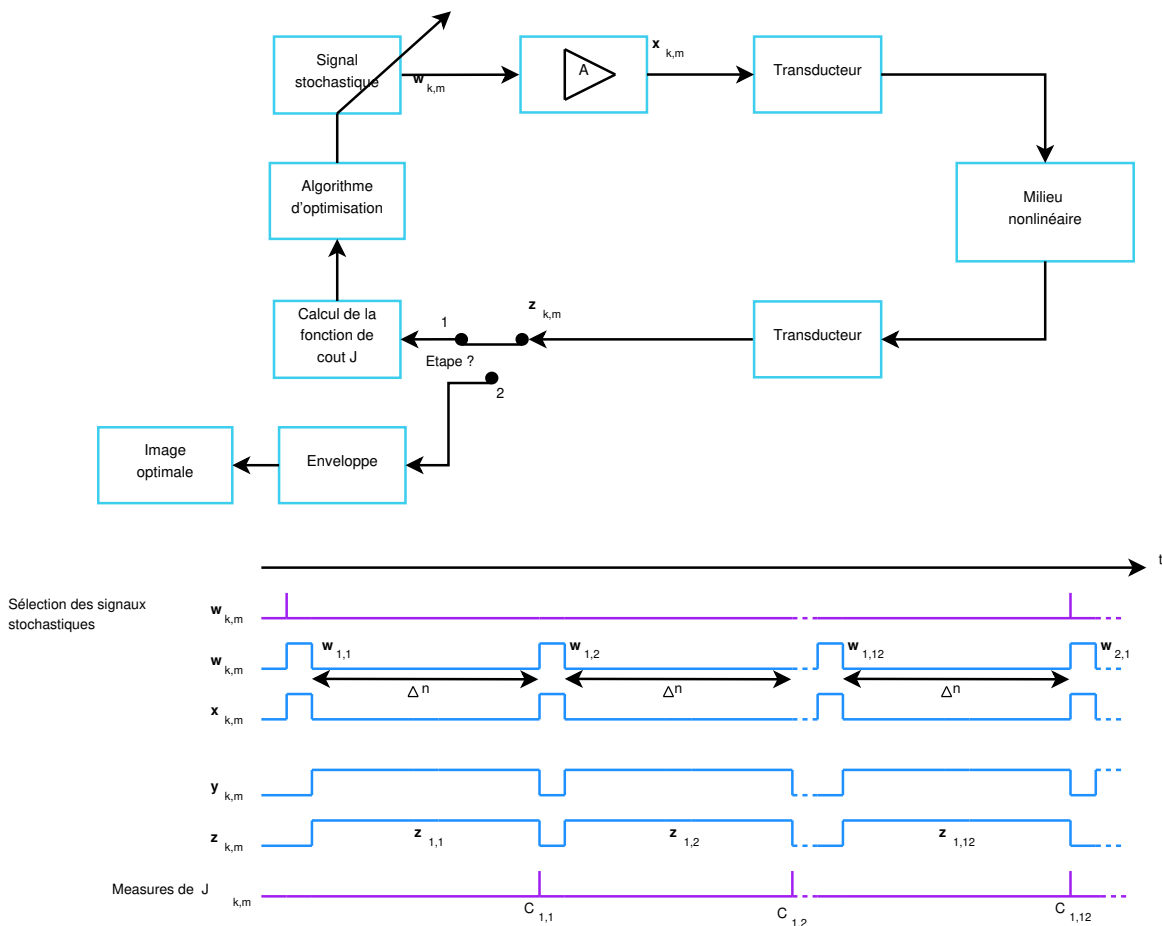 Signal
stochastique
w k,m
A
x k,m
Transducteur
Algorithme
d'optimisation
Milieu
nonlinéaire
Calcul de la
fonction de
cout J
1
z k,m
Etape ?
2
Transducteur
Image
optimale
Enveloppe
t
Sélection des signaux
stochastiques
w k,m
w k,m
w 1,1
w 1,2
w 1,12
w 2,1
Δn
Δn
Δn
x k,m
y k,m
z k,m
z 1,1
z 1,2
z 1,12
Measures de J k,m
C 1,1
C 1,2
C 1,12